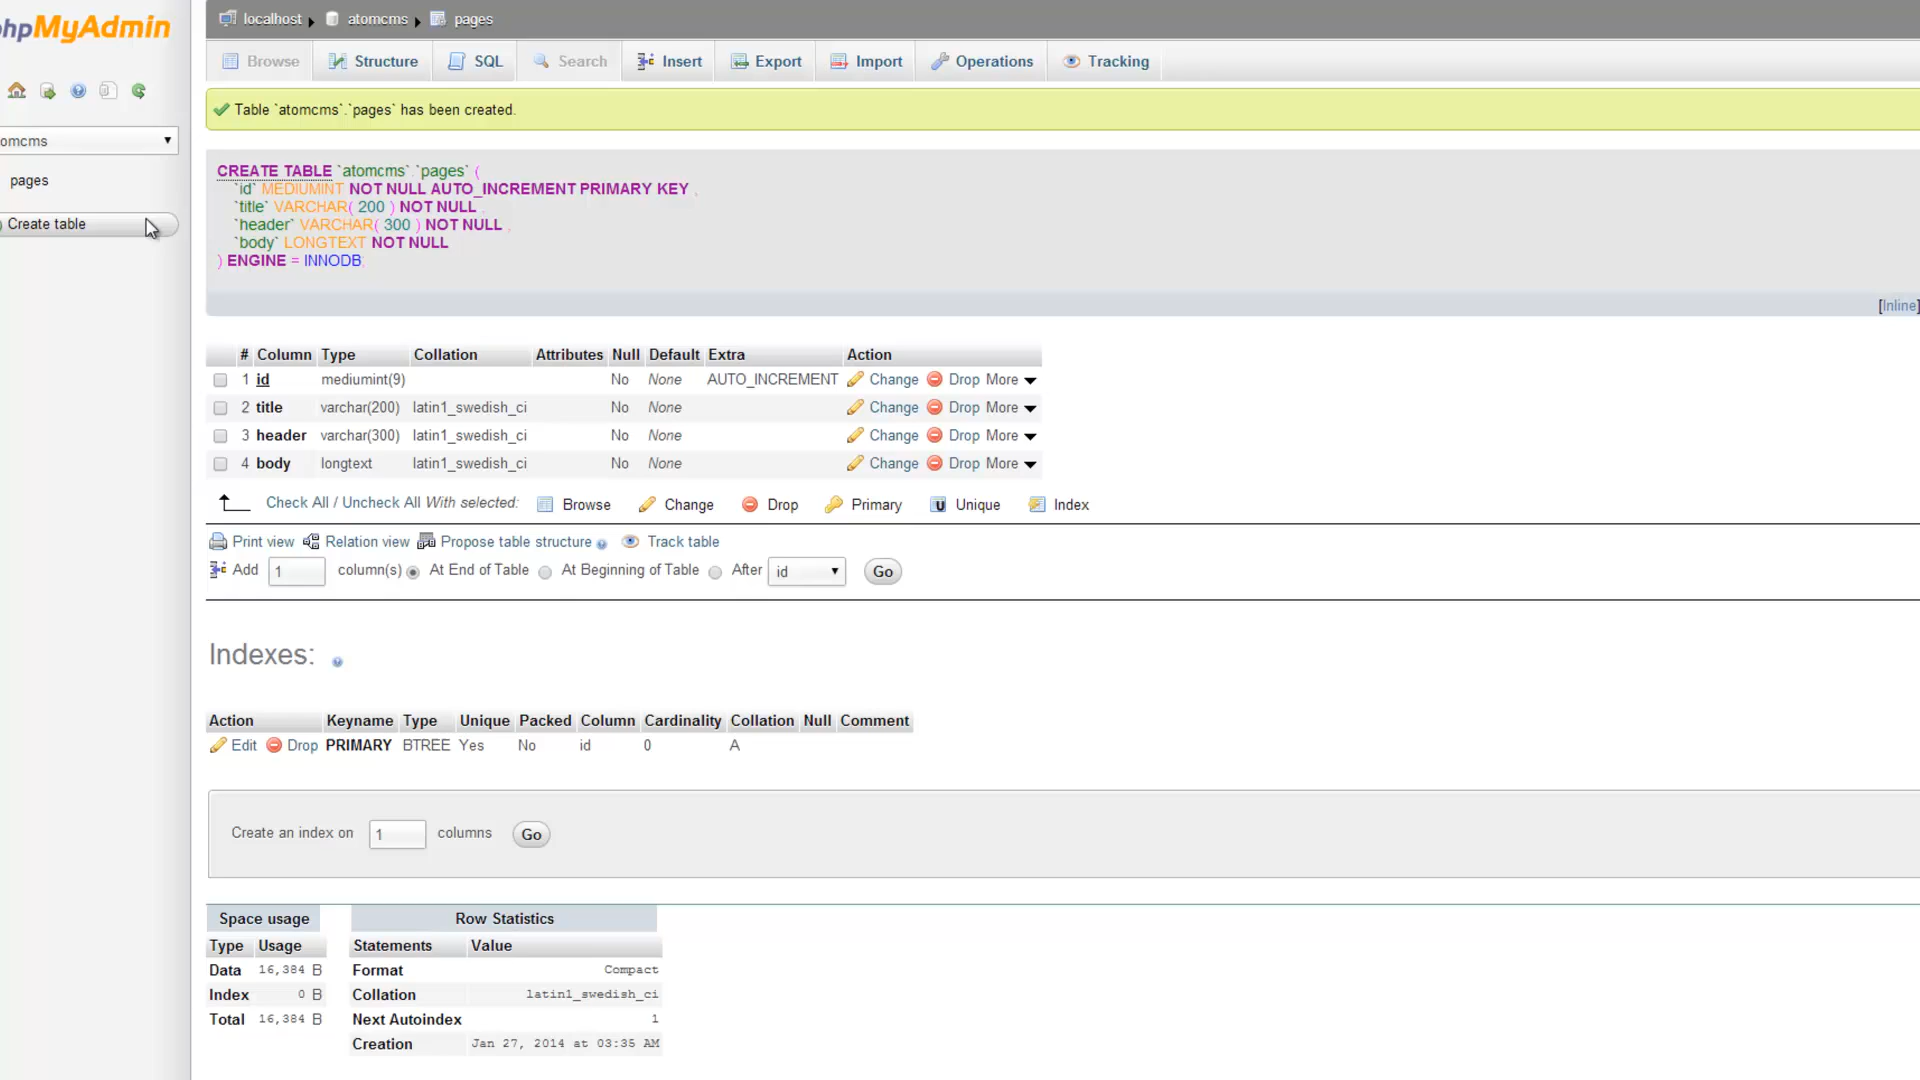 hpMyAdmin
localhost ▸ atomcms ▸ pages
Browse Structure SQL Search Insert Export Import Operations Tracking
Table `atomcms`.`pages` has been created.
omcms
pages
Create table
CREATE TABLE `atomcms`.`pages` (
`id` MEDIUMINT NOT NULL AUTO_INCREMENT PRIMARY KEY ,
`title` VARCHAR( 200 ) NOT NULL ,
`header` VARCHAR( 300 ) NOT NULL ,
`body` LONGTEXT NOT NULL
) ENGINE = INNODB;
[Inline]
# Column Type Collation Attributes Null Default Extra Action
1 id mediumint(9) No None AUTO_INCREMENT Change Drop More
2 title varchar(200) latin1_swedish_ci No None Change Drop More
3 header varchar(300) latin1_swedish_ci No None Change Drop More
4 body longtext latin1_swedish_ci No None Change Drop More
Check All / Uncheck All With selected: Browse Change Drop Primary Unique Index
Print view Relation view Propose table structure Track table
Add 1 column(s) At End of Table At Beginning of Table After id Go
Indexes:
Action Keyname Type Unique Packed Column Cardinality Collation Null Comment
Edit Drop PRIMARY BTREE Yes No id 0 A
Create an index on 1 columns Go
Space usage
Type Usage
Data 16,384 B
Index 0 B
Total 16,384 B
Row Statistics
Statements Value
Format Compact
Collation latin1_swedish_ci
Next Autoindex 1
Creation Jan 27, 2014 at 03:35 AM